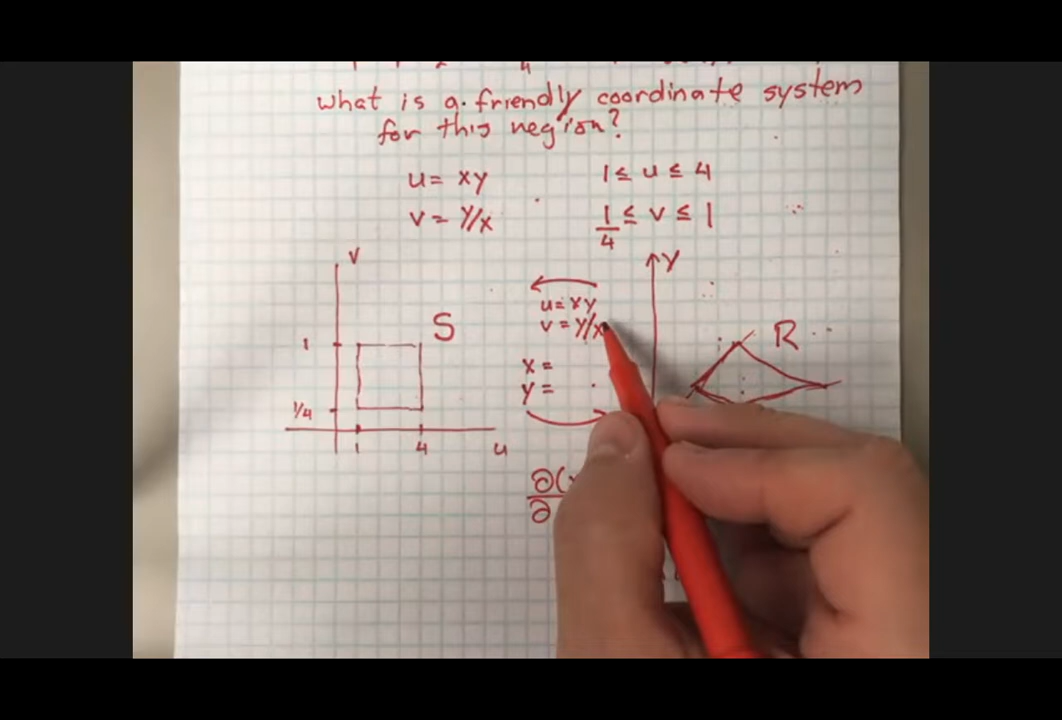 what is a friendly coordinate system
for this negion?
u = xy
1 ≤ u ≤ 4
v = y/x
1/4 ≤ v ≤ 1
v
y
u = xy
v = y/x
S
R
1
x =
y =
1/4
1
4
u
∂(
∂